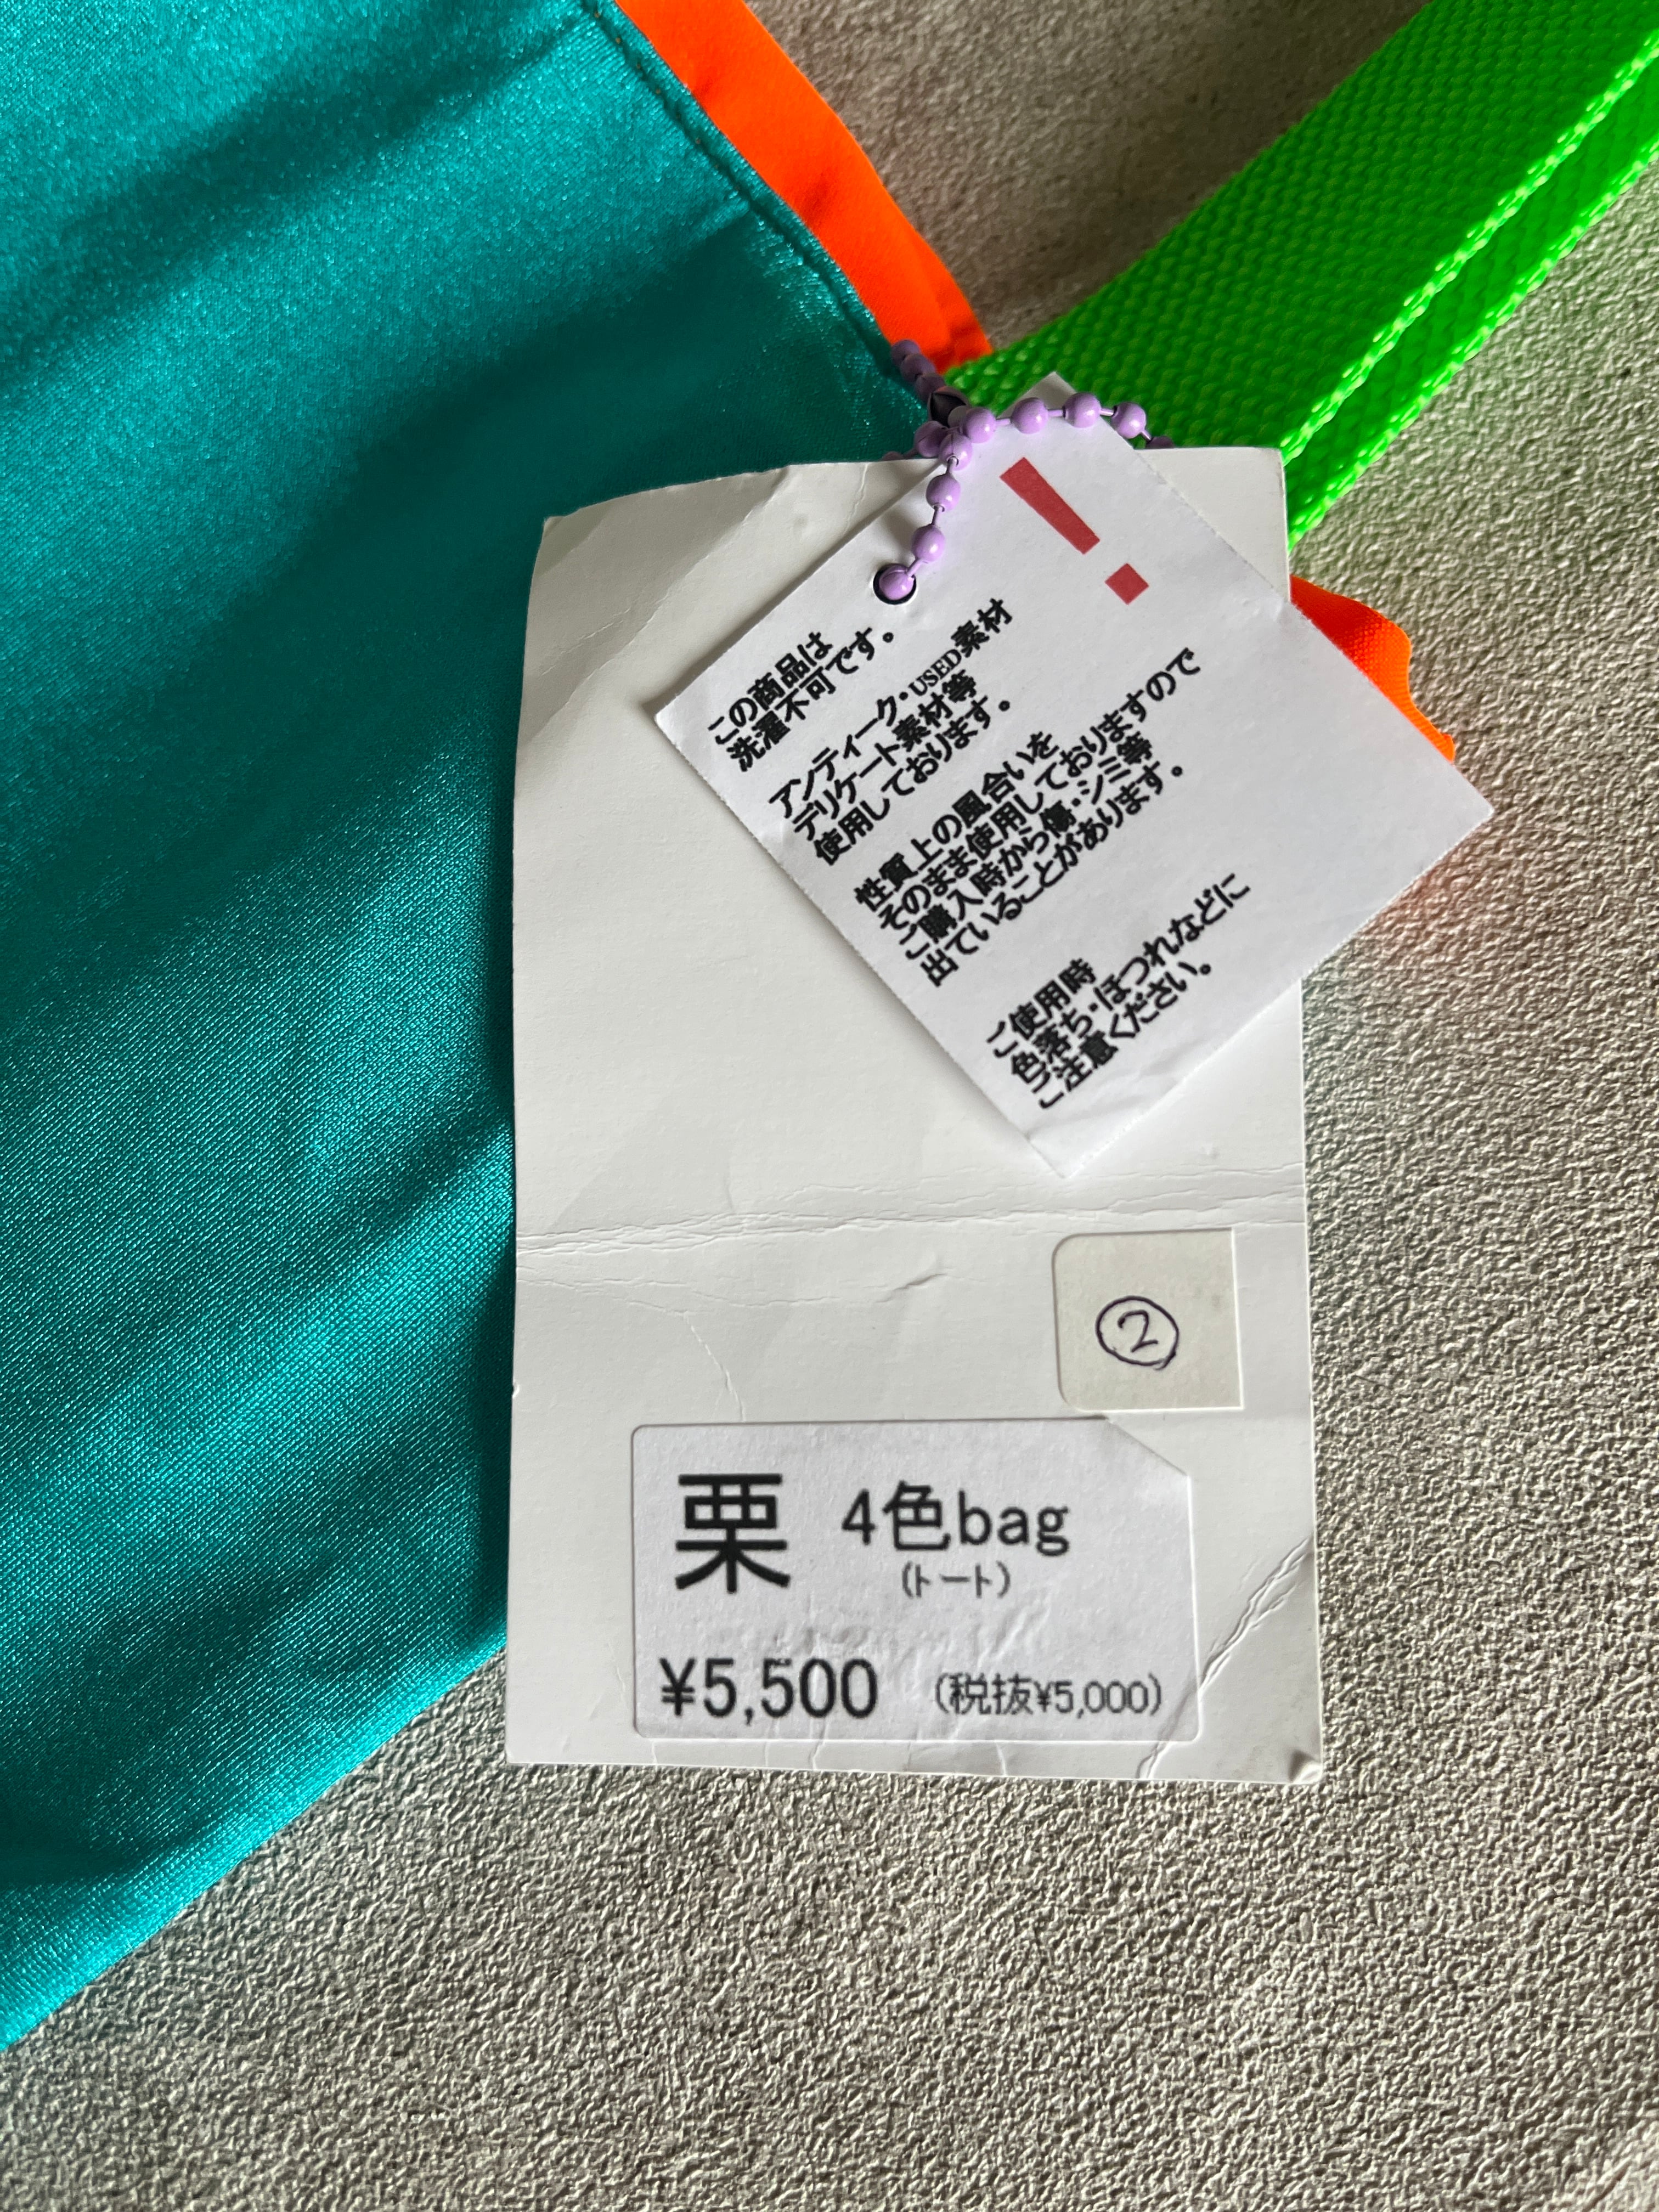 !
この商品は
洗濯不可です。
アンティーク・USED素材
デリケート素材等
使用しております。
性質上の風合いを
そのまま使用しておりますので
ご購入時から傷・シミ等
出ていることがあります。
ご使用時
色落ち・ほつれなどに
ご注意ください。
②
栗 4色bag
(トート)
¥5,500 (税抜¥5,000)